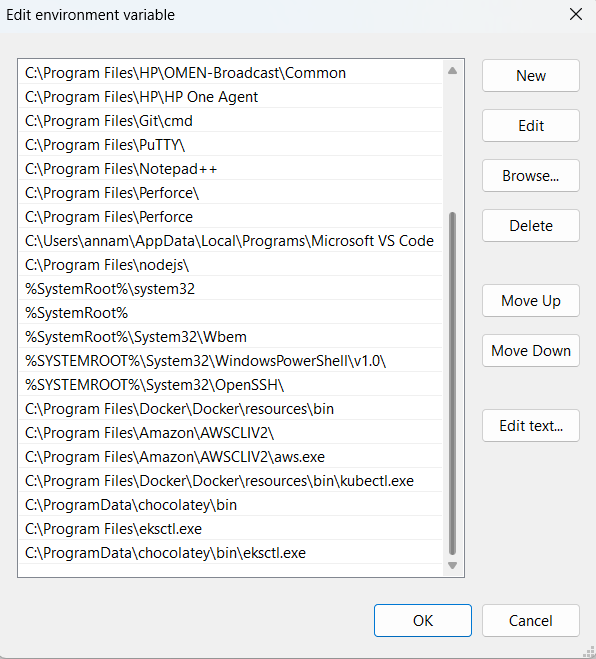 Edit environment variable
C:\Program Files\HP\OMEN-Broadcast\Common
C:\Program Files\HP\HP One Agent
C:\Program Files\Git\cmd
C:\Program Files\PuTTY\
C:\Program Files\Notepad++
C:\Program Files\Perforce\
C:\Program Files\Perforce
C:\Users\annam\AppData\Local\Programs\Microsoft VS Code
C:\Program Files\nodejs\
%SystemRoot%\system32
%SystemRoot%
%SystemRoot%\System32\Wbem
%SYSTEMROOT%\System32\WindowsPowerShell\v1.0\
%SYSTEMROOT%\System32\OpenSSH\
C:\Program Files\Docker\Docker\resources\bin
C:\Program Files\Amazon\AWSCLIV2\
C:\Program Files\Amazon\AWSCLIV2\aws.exe
C:\Program Files\Docker\Docker\resources\bin\kubectl.exe
C:\ProgramData\chocolatey\bin
C:\Program Files\eksctl.exe
C:\ProgramData\chocolatey\bin\eksctl.exe
New
Edit
Browse...
Delete
Move Up
Move Down
Edit text...
OK
Cancel